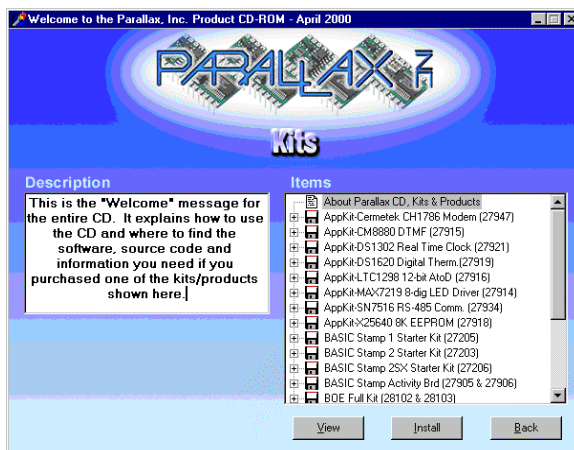 Welcome to the Parallax, Inc. Product CD-ROM - April 2000
PARALLAX INC
Kits
Description
This is the "Welcome" message for
the entire CD. It explains how to use
the CD and where to find the
software, source code and
information you need if you
purchased one of the kits/products
shown here.
Items
About Parallax CD, Kits & Products
AppKit-Cermetek CH1786 Modem (27947)
AppKit-CM8880 DTMF (27915)
AppKit-DS1302 Real Time Clock (27921)
AppKit-DS1620 Digital Therm.(27919)
AppKit-LTC1298 12-bit AtoD (27916)
AppKit-MAX7219 8-dig LED Driver (27914)
AppKit-SN7516 RS-485 Comm. (27934)
AppKit-X25640 8K EEPROM (27918)
BASIC Stamp 1 Starter Kit (27205)
BASIC Stamp 2 Starter Kit (27203)
BASIC Stamp 2SX Starter Kit (27206)
BASIC Stamp Activity Brd (27905 & 27906)
BOE Full Kit (28102 & 28103)
View
Install
Back